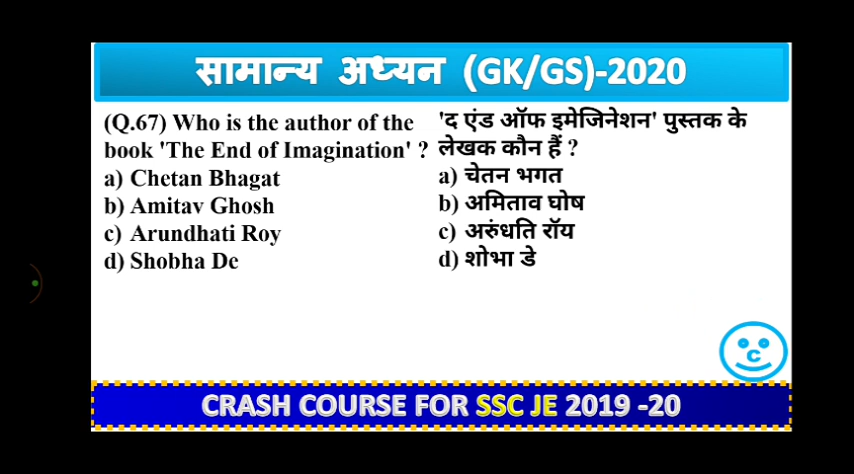 सामान्य अध्यन (GK/GS)-2020
(Q.67) Who is the author of the
book 'The End of Imagination' ?
a) Chetan Bhagat
b) Amitav Ghosh
c) Arundhati Roy
d) Shobha De
'द एंड ऑफ इमेजिनेशन' पुस्तक के
लेखक कौन हैं ?
a) चेतन भगत
b) अमिताव घोष
c) अरुंधति रॉय
d) शोभा डे
C
CRASH COURSE FOR SSC JE 2019 -20